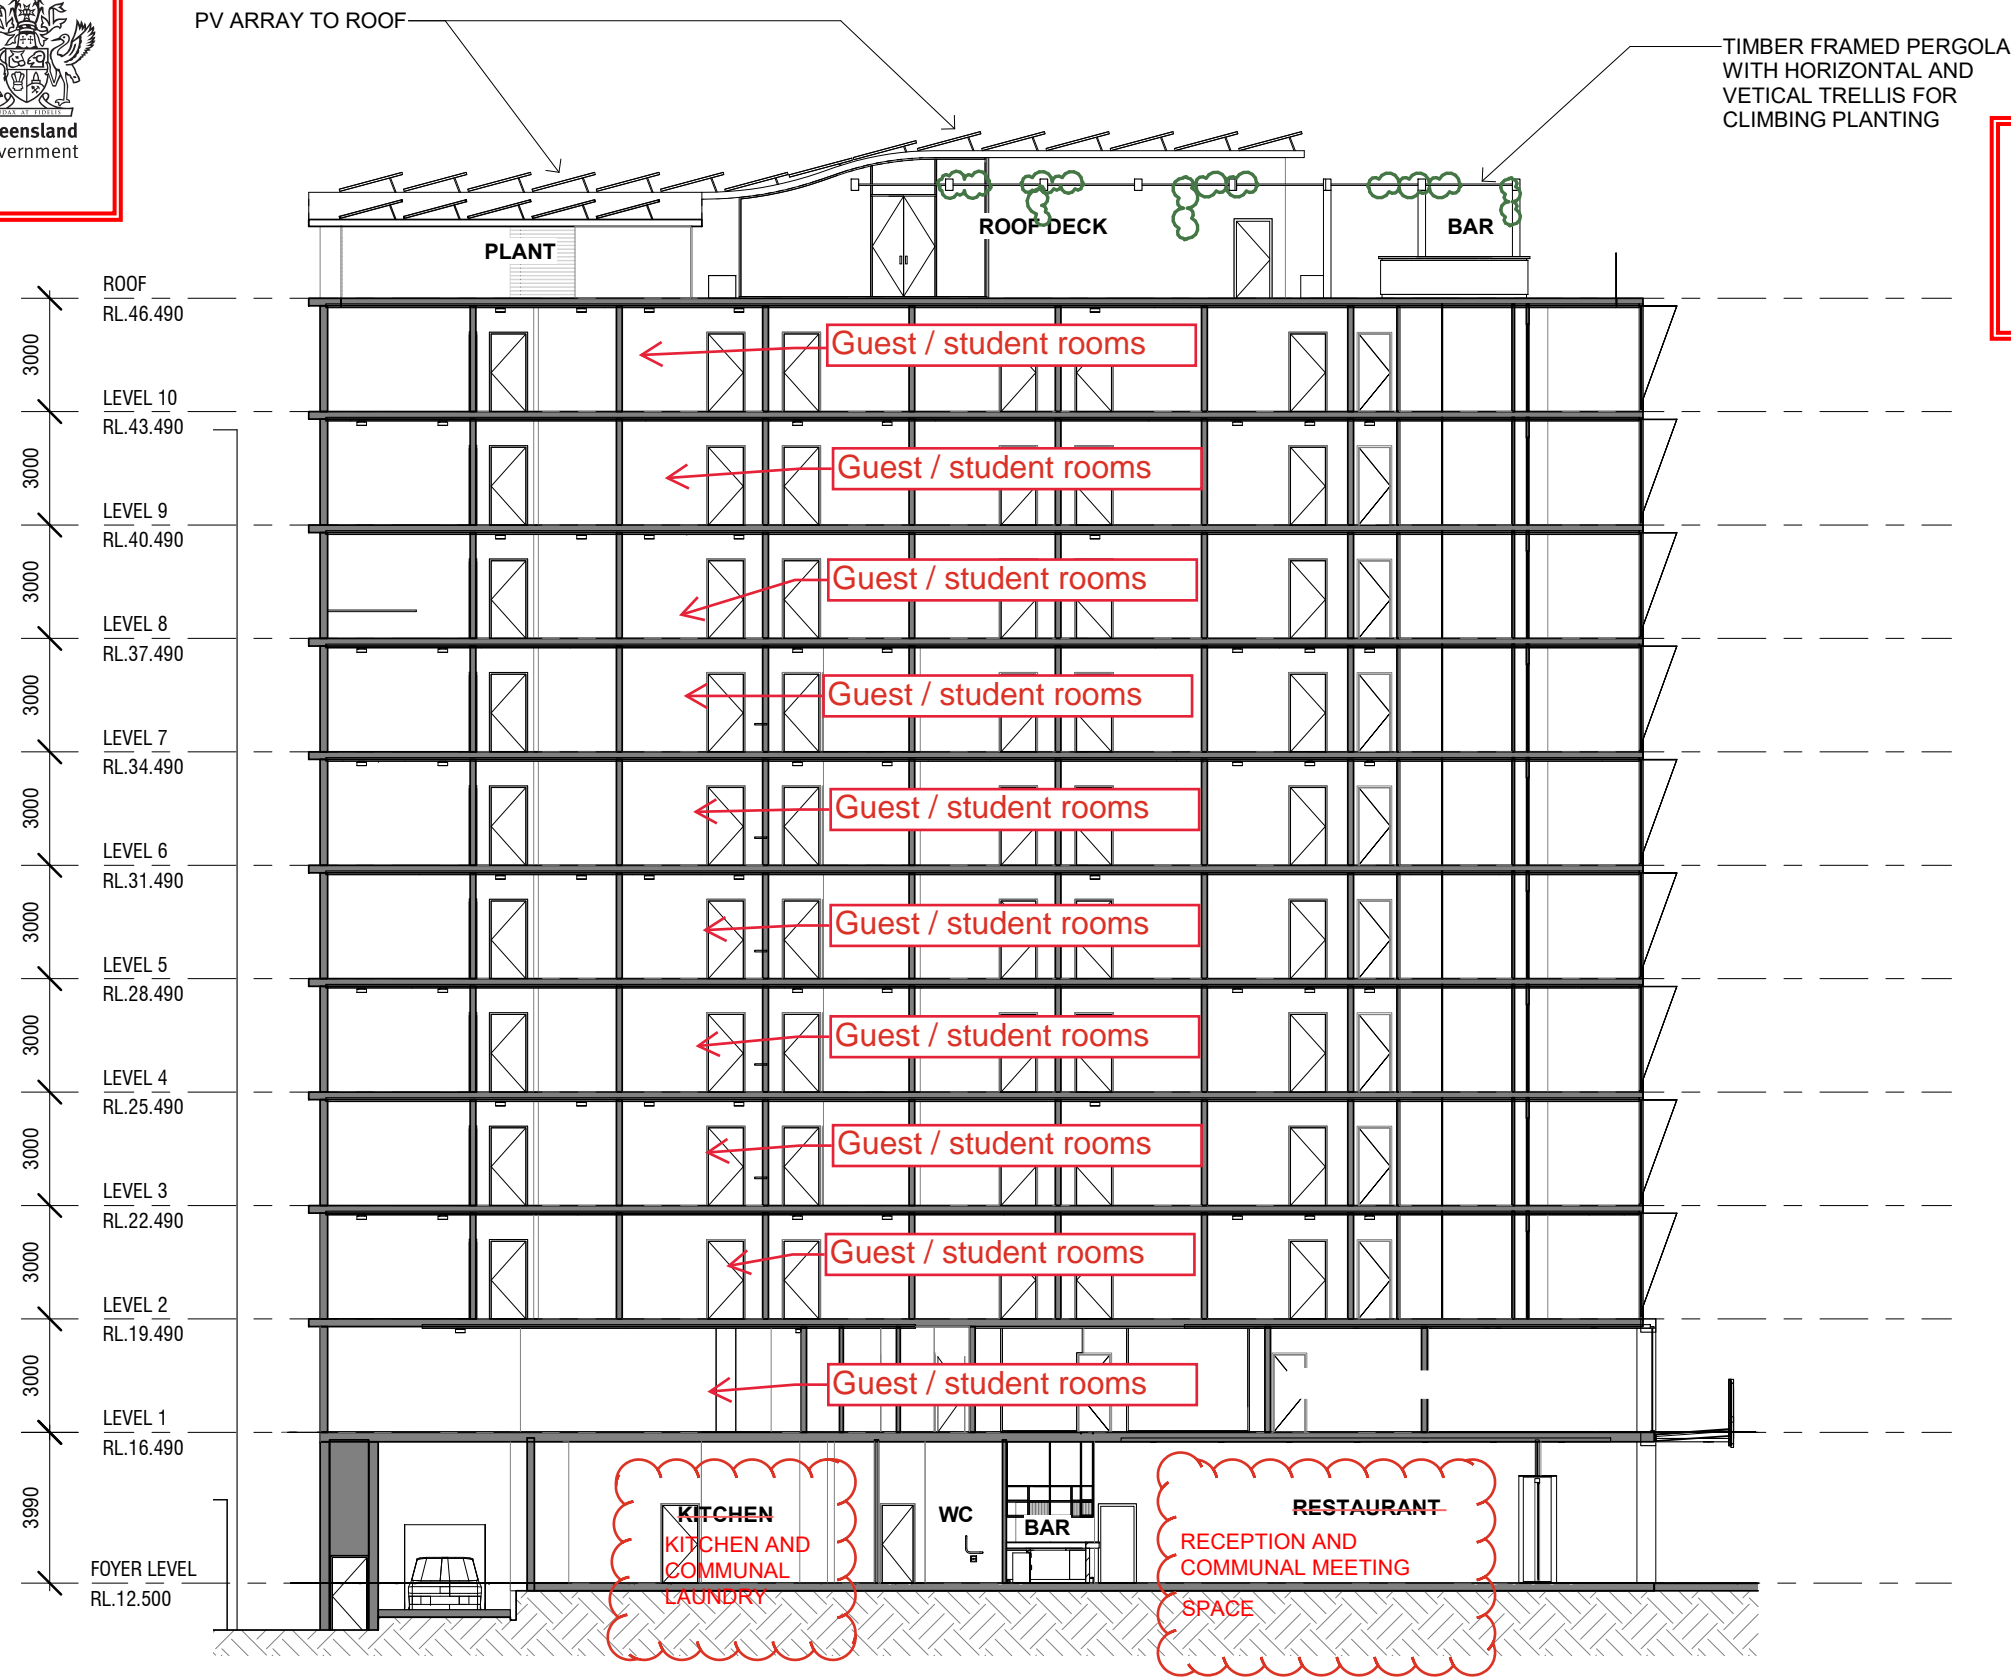 PV ARRAY TO ROOF
TIMBER FRAMED PERGOLA
WITH HORIZONTAL AND
VETICAL TRELLIS FOR
CLIMBING PLANTING
AUDAX AT FIDELIS
PLANT
ROOF DECK
BAR
ROOF
RL.46.490
3000
Guest / student rooms
LEVEL 10
RL.43.490
3000
Guest / student rooms
LEVEL 9
RL.40.490
3000
Guest / student rooms
LEVEL 8
RL.37.490
3000
Guest / student rooms
LEVEL 7
RL.34.490
3000
Guest / student rooms
LEVEL 6
RL.31.490
3000
Guest / student rooms
LEVEL 5
RL.28.490
3000
Guest / student rooms
LEVEL 4
RL.25.490
3000
Guest / student rooms
LEVEL 3
RL.22.490
3000
Guest / student rooms
LEVEL 2
RL.19.490
3000
Guest / student rooms
LEVEL 1
RL.16.490
3990
KITCHEN
KITCHEN AND
COMMUNAL
LAUNDRY
WC
BAR
RESTAURANT
RECEPTION AND
COMMUNAL MEETING
SPACE
FOYER LEVEL
RL.12.500